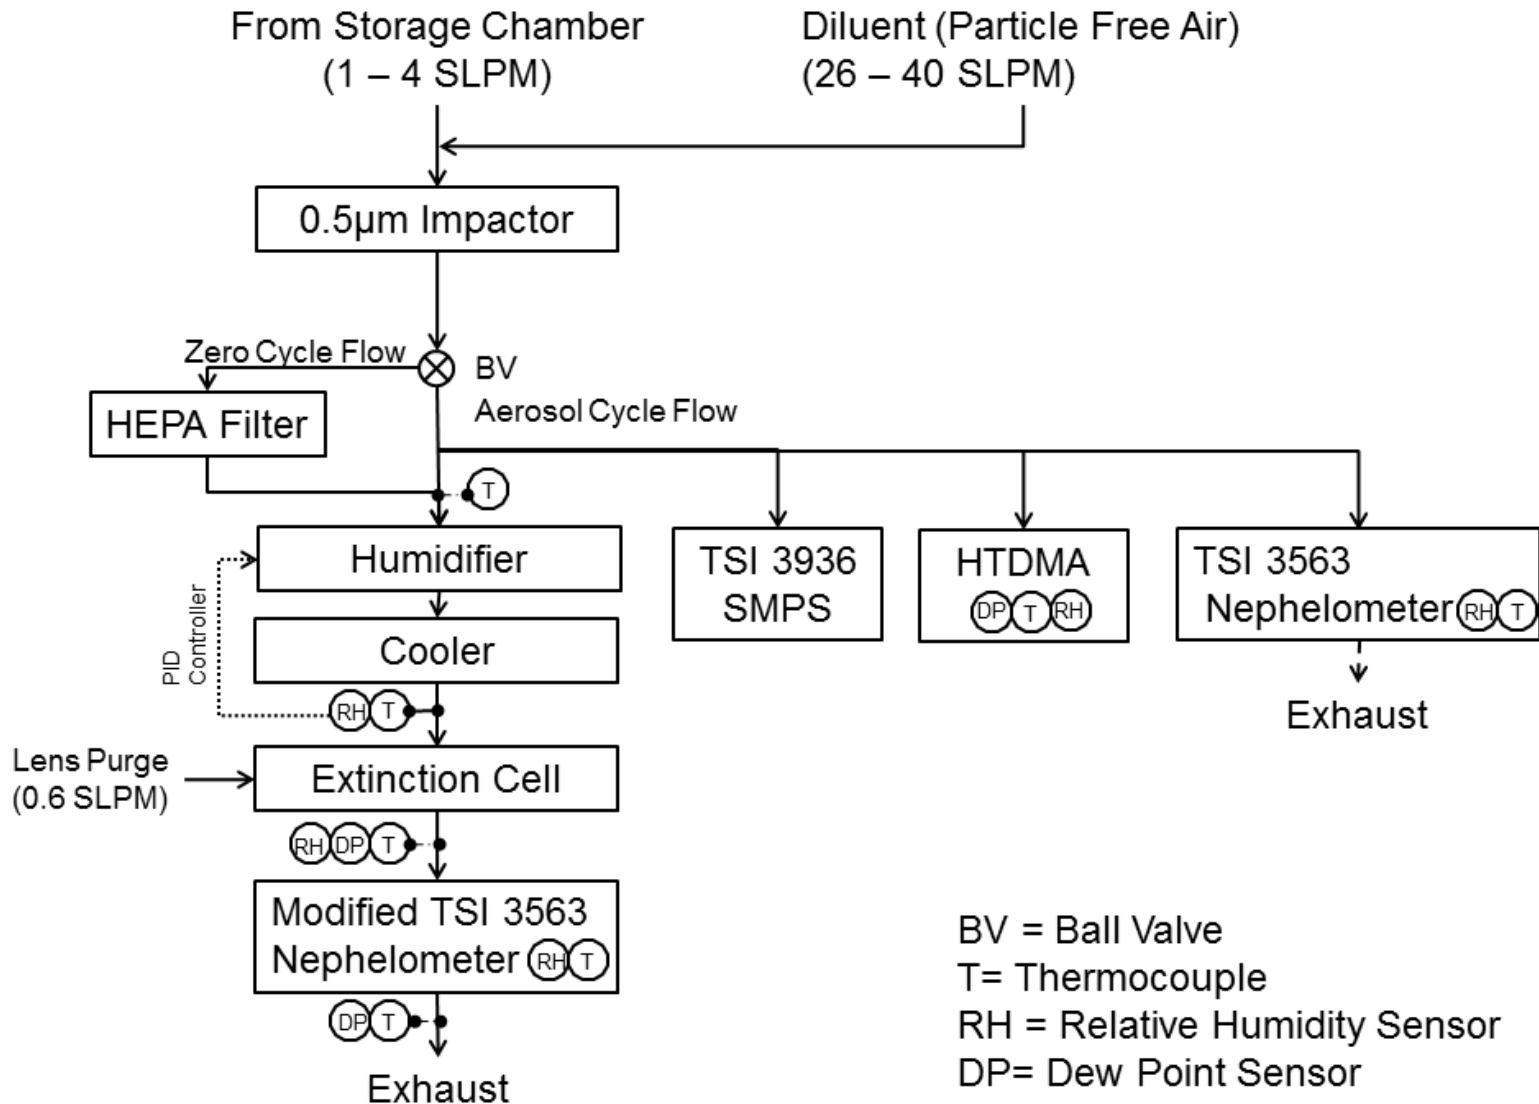 From Storage Chamber
(1 – 4 SLPM)
Diluent (Particle Free Air)
(26 – 40 SLPM)
0.5µm Impactor
Zero Cycle Flow
BV
Aerosol Cycle Flow
HEPA Filter
T
Humidifier
TSI 3936
SMPS
HTDMA
DP T RH
TSI 3563
Nephelometer RH T
Exhaust
PID
Controller
Cooler
RH T
Lens Purge
(0.6 SLPM)
Extinction Cell
RH DP T
Modified TSI 3563
Nephelometer RH T
DP T
Exhaust
BV = Ball Valve
T= Thermocouple
RH = Relative Humidity Sensor
DP= Dew Point Sensor